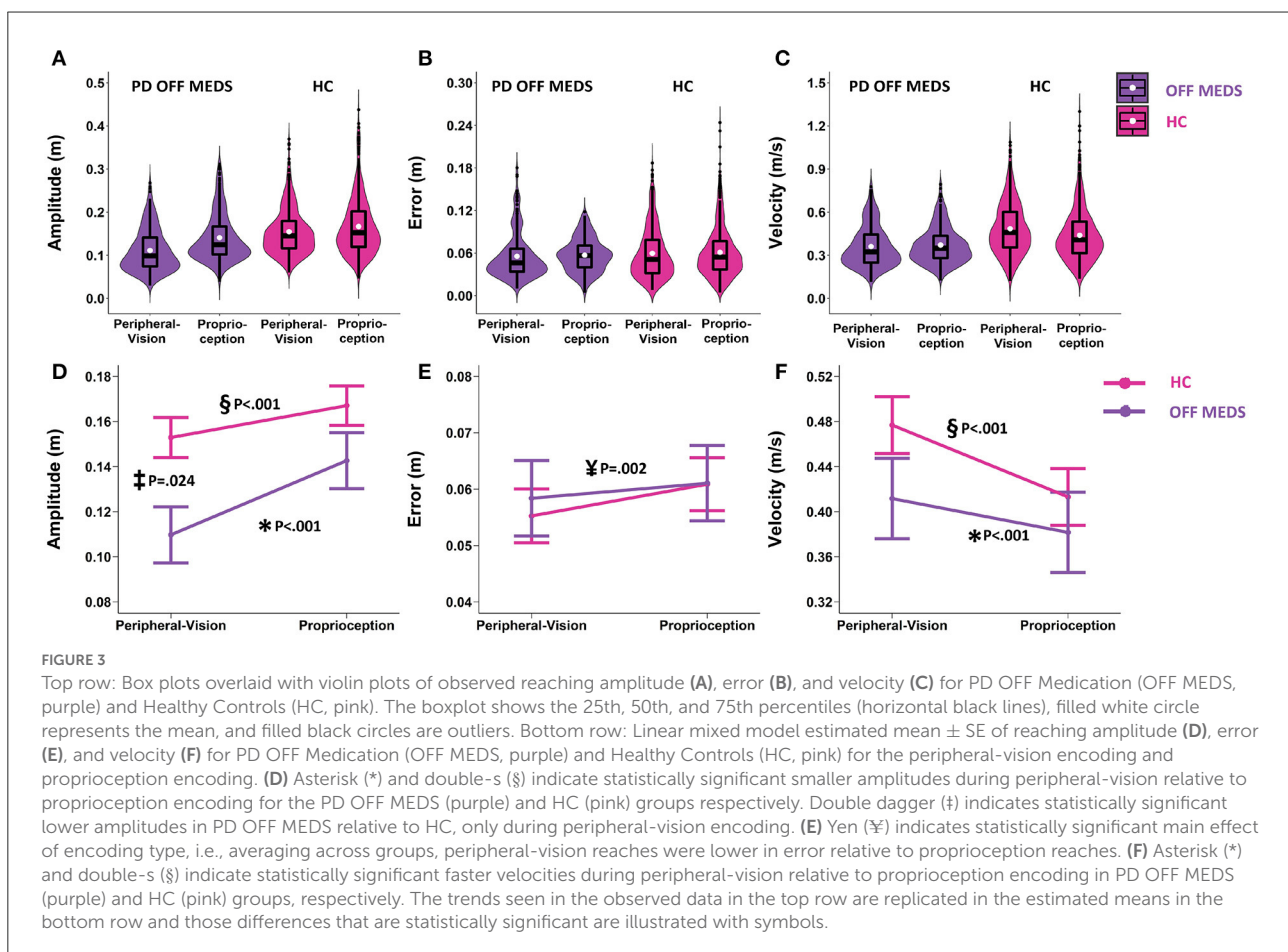 A
B
C
PD OFF MEDS HC
PD OFF MEDS HC
PD OFF MEDS HC
OFF MEDS
HC
Amplitude (m)
0.5
0.4
0.3
0.2
0.1
0.0
Peripheral-
Vision
Proprio-
ception
Peripheral-
Vision
Proprio-
ception
Error (m)
0.30
0.24
0.18
0.12
0.06
0.00
Peripheral-
Vision
Proprio-
ception
Peripheral-
Vision
Proprio-
ception
Velocity (m/s)
1.5
1.2
0.9
0.6
0.3
0.0
Peripheral-
Vision
Proprio-
ception
Peripheral-
Vision
Proprio-
ception
D
Amplitude (m)
0.18
0.16
0.14
0.12
0.10
0.08
§ P<.001
‡ P=.024
* P<.001
Peripheral-Vision Proprioception
E
Error (m)
0.08
0.07
0.06
0.05
0.04
¥ P=.002
Peripheral-Vision Proprioception
F
Velocity (m/s)
0.52
0.48
0.44
0.40
0.36
0.32
§ P<.001
* P<.001
Peripheral-Vision Proprioception
HC
OFF MEDS
FIGURE 3
Top row: Box plots overlaid with violin plots of observed reaching amplitude (A), error (B), and velocity (C) for PD OFF Medication (OFF MEDS,
purple) and Healthy Controls (HC, pink). The boxplot shows the 25th, 50th, and 75th percentiles (horizontal black lines), filled white circle
represents the mean, and filled black circles are outliers. Bottom row: Linear mixed model estimated mean ± SE of reaching amplitude (D), error
(E), and velocity (F) for PD OFF Medication (OFF MEDS, purple) and Healthy Controls (HC, pink) for the peripheral-vision encoding and
proprioception encoding. (D) Asterisk (*) and double-s (§) indicate statistically significant smaller amplitudes during peripheral-vision relative to
proprioception encoding for the PD OFF MEDS (purple) and HC (pink) groups respectively. Double dagger (‡) indicates statistically significant
lower amplitudes in PD OFF MEDS relative to HC, only during peripheral-vision encoding. (E) Yen (¥) indicates statistically significant main effect
of encoding type, i.e., averaging across groups, peripheral-vision reaches were lower in error relative to proprioception reaches. (F) Asterisk (*)
and double-s (§) indicate statistically significant faster velocities during peripheral-vision relative to proprioception encoding in PD OFF MEDS
(purple) and HC (pink) groups, respectively. The trends seen in the observed data in the top row are replicated in the estimated means in the
bottom row and those differences that are statistically significant are illustrated with symbols.